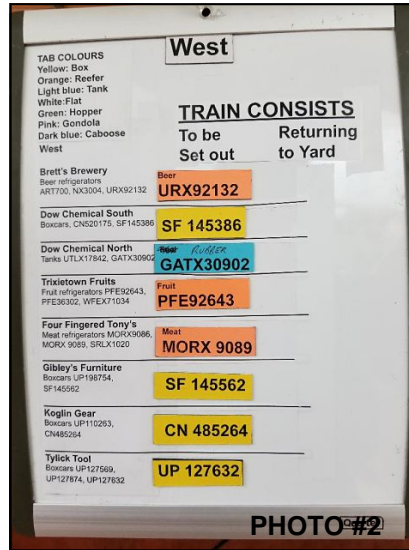 West
TAB COLOURS
Yellow: Box
Orange: Reefer
Light blue: Tank
White:Flat
Green: Hopper
Pink: Gondola
Dark blue: Caboose
West
TRAIN CONSISTS
To be Set out
Returning to Yard
Brett's Brewery
Beer refrigerators
ART700, NX3004, URX92132
Beer
URX92132
Dow Chemical South
Boxcars, CN520175, SF145386
SF 145386
Dow Chemical North
Tanks UTLX17842, GATX30902
RUBBER
GATX30902
Trixietown Fruits
Fruit refrigerators PFE92643,
PFE36302, WFEX71034
Fruit
PFE92643
Four Fingered Tony's
Meat refrigerators MORX9086,
MORX 9089, SRLX1020
Meat
MORX 9089
Gibley's Furniture
Boxcars UP198754,
SF145562
SF 145562
Koglin Gear
Boxcars UP110263,
CN485264
CN 485264
Tylick Tool
Boxcars UP127569,
UP127874, UP127632
UP 127632
PHOTO #2